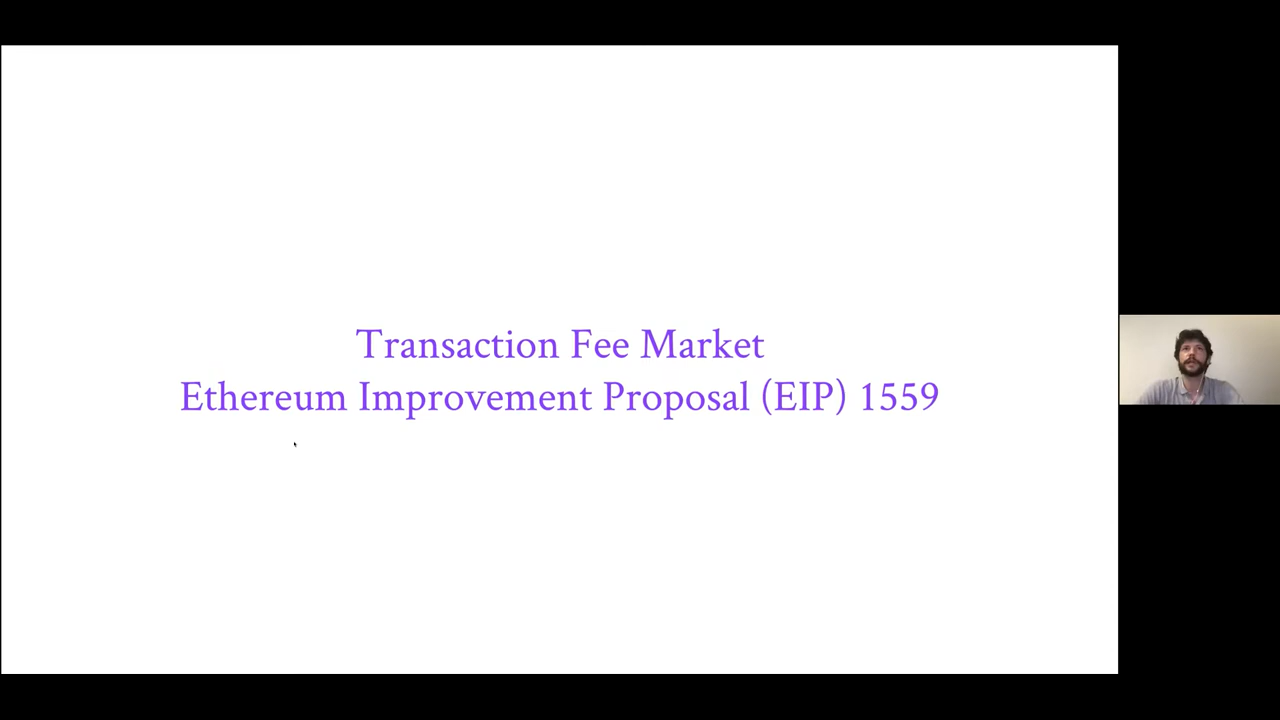 Transaction Fee Market
Ethereum Improvement Proposal (EIP) 1559